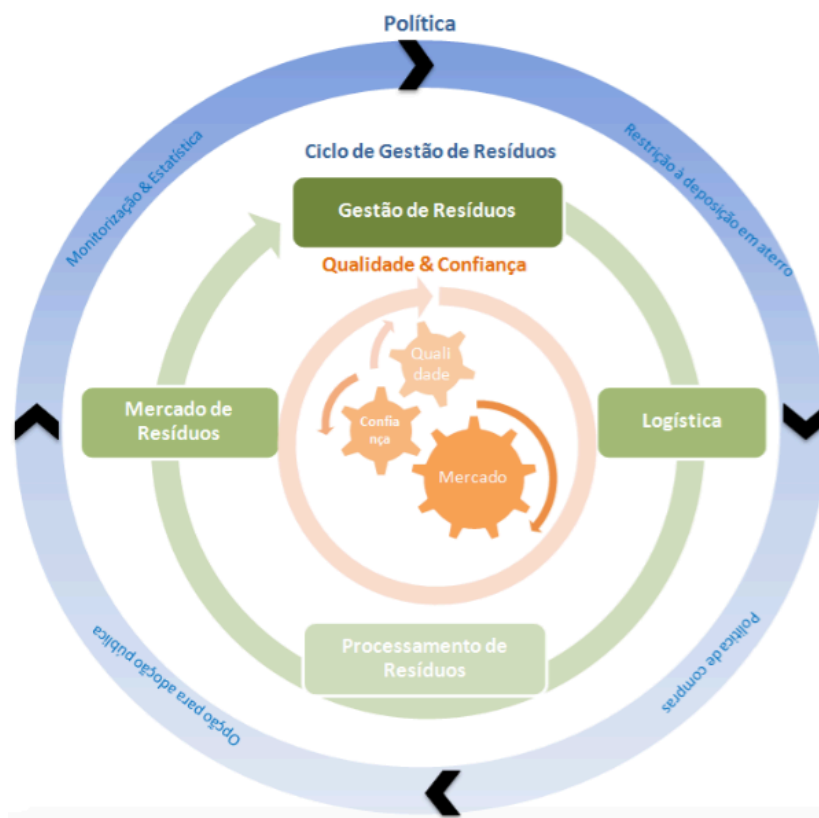 Política
Monitorização & Estatística
Restrição à deposição em aterro
Ciclo de Gestão de Resíduos
Gestão de Resíduos
Qualidade & Confiança
Quali
dade
Confia
nça
Mercado
Mercado de
Resíduos
Logística
Processamento de
Resíduos
Opção para adoção pública
Política de compras